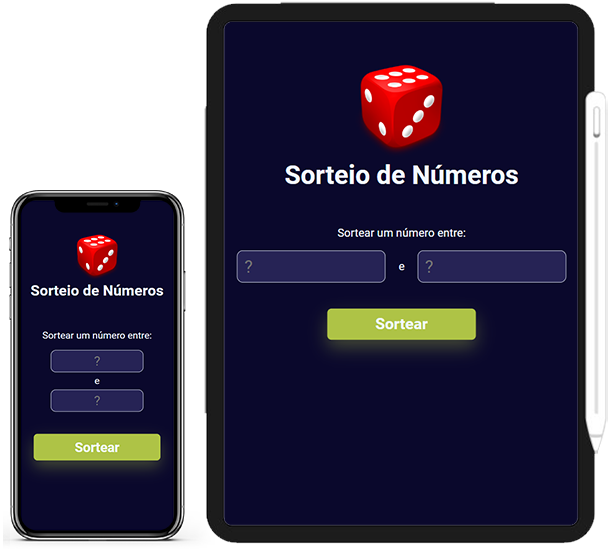 Sorteio de Números
Sortear um número entre:
?
e
?
Sortear
Sorteio de Números
Sortear um número entre:
? e ?
Sortear